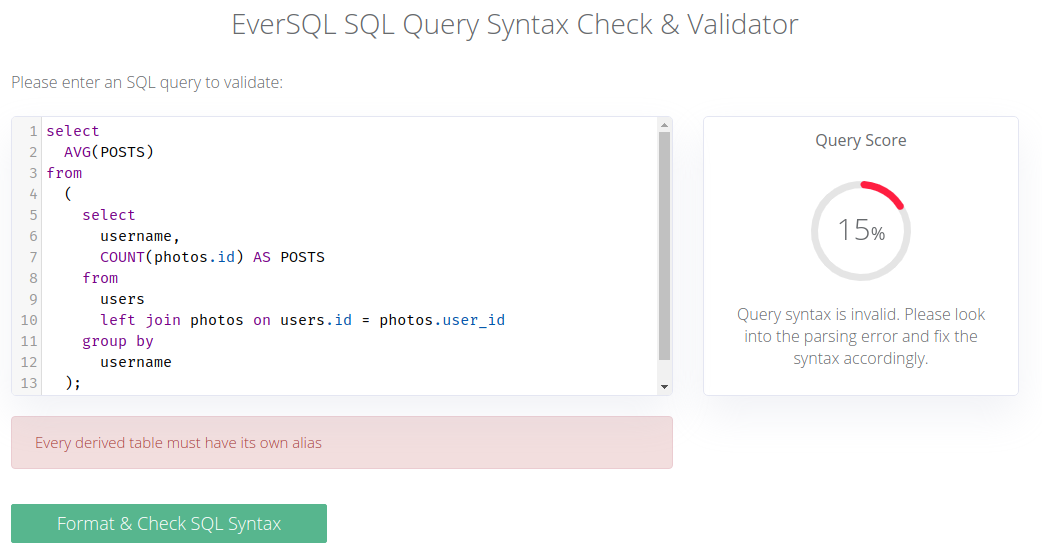 EverSQL SQL Query Syntax Check & Validator
Please enter an SQL query to validate:
1 select
2   AVG(POSTS)
3 from
4   (
5     select
6       username,
7       COUNT(photos.id) AS POSTS
8     from
9       users
10       left join photos on users.id = photos.user_id
11     group by
12       username
13   );
Query Score
15%
Query syntax is invalid. Please look
into the parsing error and fix the
syntax accordingly.
Every derived table must have its own alias
Format & Check SQL Syntax